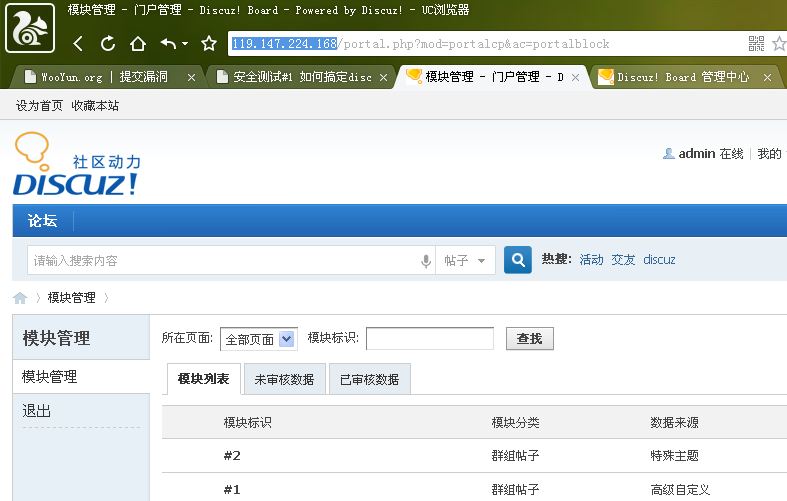 模块管理 - 门户管理 - Discuz! Board - Powered by Discuz! - UC浏览器
119.147.224.168/portal.php?mod=portalcp&ac=portalblock
WooYun.org | 提交漏洞 × 安全测试#1 如何搞定disc × 模块管理 - 门户管理 - D × Discuz! Board 管理中心 ×
设为首页 收藏本站
社区动力
DISCUZ!
admin 在线 | 我的
论坛
请输入搜索内容 帖子 热搜: 活动 交友 discuz
模块管理
模块管理
模块管理
退出
所在页面: 全部页面 模块标识: 查找
模块列表 未审核数据 已审核数据
模块标识 模块分类 数据来源
#2 群组帖子 特殊主题
#1 群组帖子 高级自定义